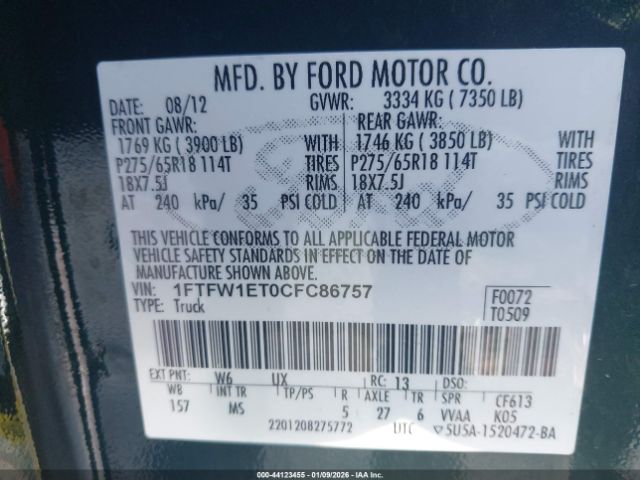 MFD. BY FORD MOTOR CO.
DATE: 08/12 GVWR: 3334 KG ( 7350 LB)
FRONT GAWR: REAR GAWR:
1769 KG ( 3900 LB) WITH 1746 KG ( 3850 LB) WITH
P275/65R18 114T TIRES P275/65R18 114T TIRES
18X7.5J RIMS 18X7.5J RIMS
AT 240 kPa/ 35 PSI COLD AT 240 kPa/ 35 PSI COLD
THIS VEHICLE CONFORMS TO ALL APPLICABLE FEDERAL MOTOR
VEHICLE SAFETY STANDARDS IN EFFECT ON THE DATE OF
MANUFACTURE SHOWN ABOVE.
VIN: 1FTFW1ET0CFC86757
TYPE: Truck
F0072
T0509
EXT PNT: W6 UX RC: 13 DSO:
WB INT TR TP/PS R AXLE TR SPR CF613
157 MS 5 27 6 VVAA K05
2201208275772 UTC 5U5A-1520472-BA
000-44123455 - 01/09/2026 - IAAI.COM